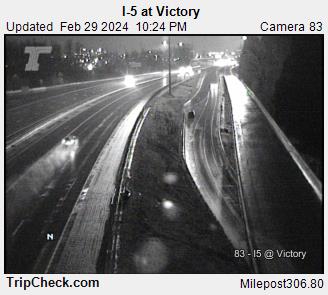 I-5 at Victory
Updated  Feb 29 2024  10:24 PM
Camera 83
T
N
83 - I5 @ Victory
TripCheck.com
Milepost306.80